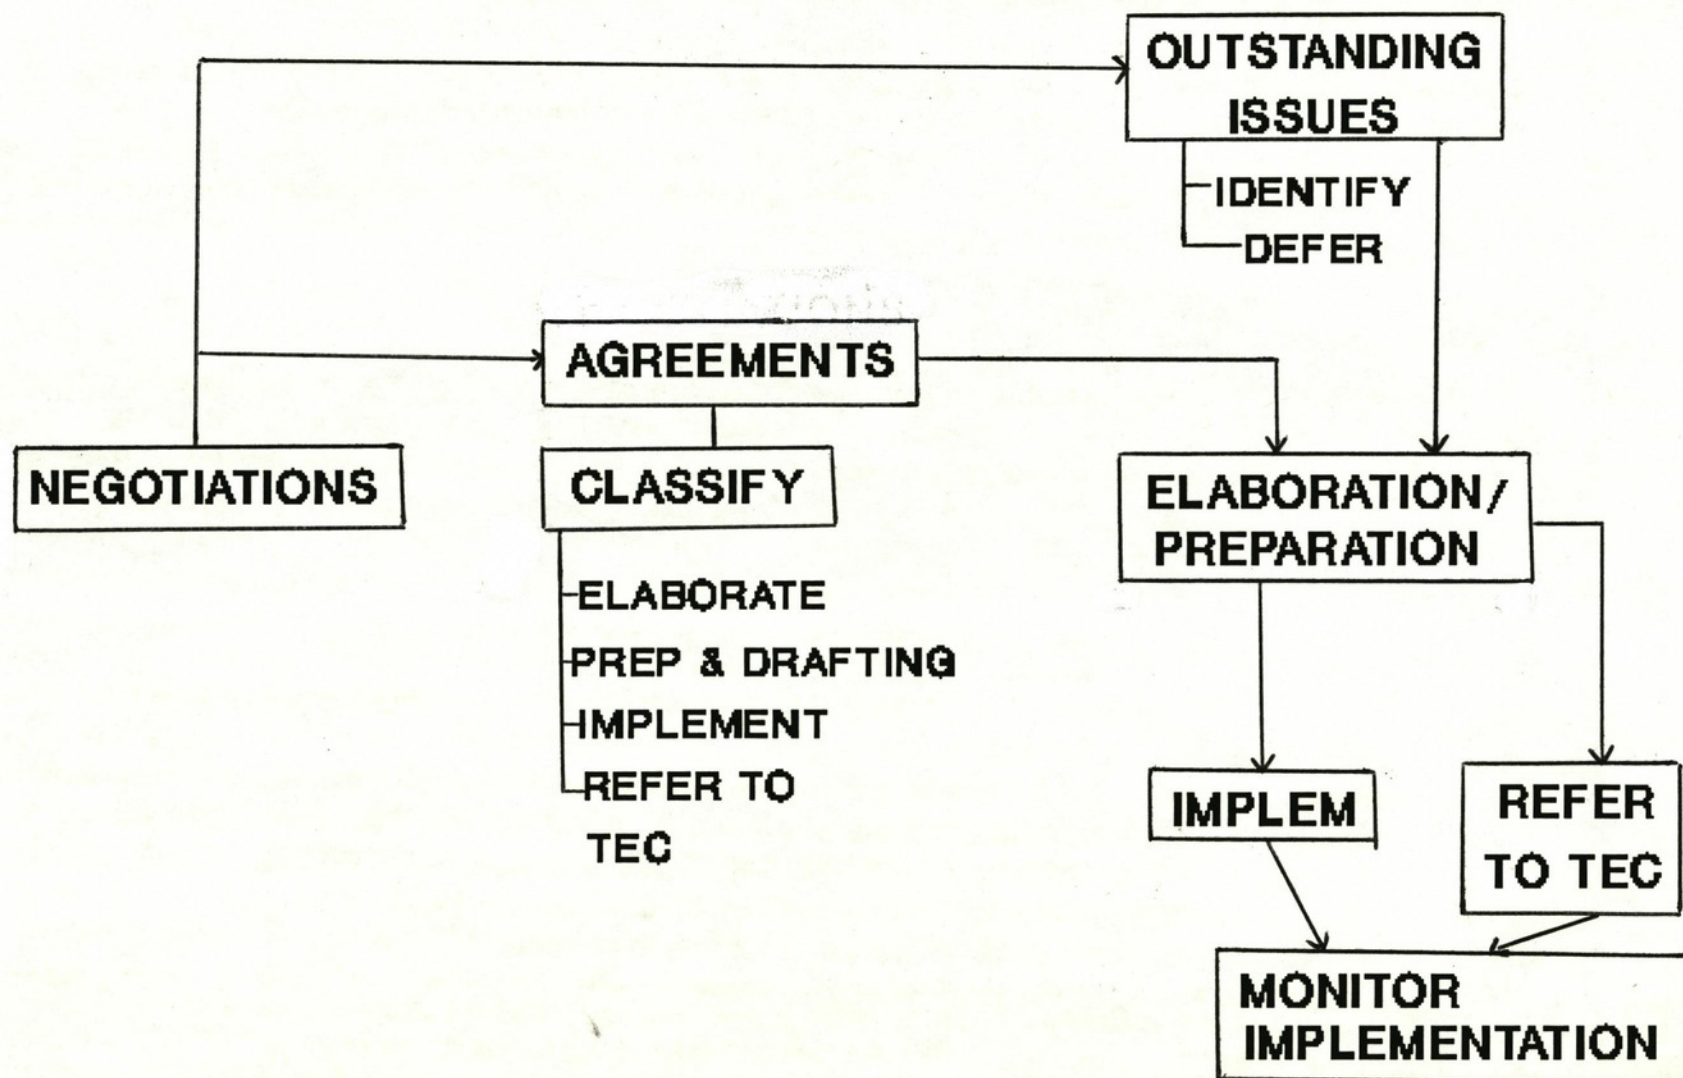 OUTSTANDING
ISSUES
IDENTIFY
DEFER
AGREEMENTS
NEGOTIATIONS
CLASSIFY
ELABORATE
PREP & DRAFTING
IMPLEMENT
REFER TO
TEC
ELABORATION/
PREPARATION
IMPLEM
REFER
TO TEC
MONITOR
IMPLEMENTATION